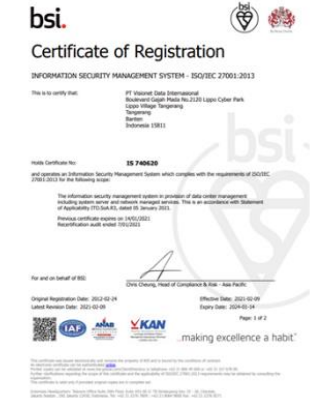 bsi.
Certificate of Registration
INFORMATION SECURITY MANAGEMENT SYSTEM - ISO/IEC 27001:2013
This is to certify that:
PT Visionet Data Internasional
Boulevard Gajah Mada No.2120 Lippo Cyber Park
Lippo Village Tangerang
Tangerang
Banten
Indonesia 15811
Holds Certificate No:
IS 740620
and operates an Information Security Management System which complies with the requirements of ISO/IEC
27001:2013 for the following scope:
The information security management system in provision of data center management
including system server and network managed services. This is an accordance with Statement
of Applicability dated 05 January 2021.
Previous certificate expires on 14/01/2021
Recertification audit ended 7/01/2021
bsi.
For and on behalf of BSI:
Chris Cheung, Head of Compliance & Risk - Asia Pacific
Original Registration Date: 2012-02-24
Effective Date: 2021-02-09
Latest Revision Date: 2021-02-09
Expiry Date: 2024-02-14
Page: 1 of 2
IAF
ANAB
KAN
...making excellence a habit